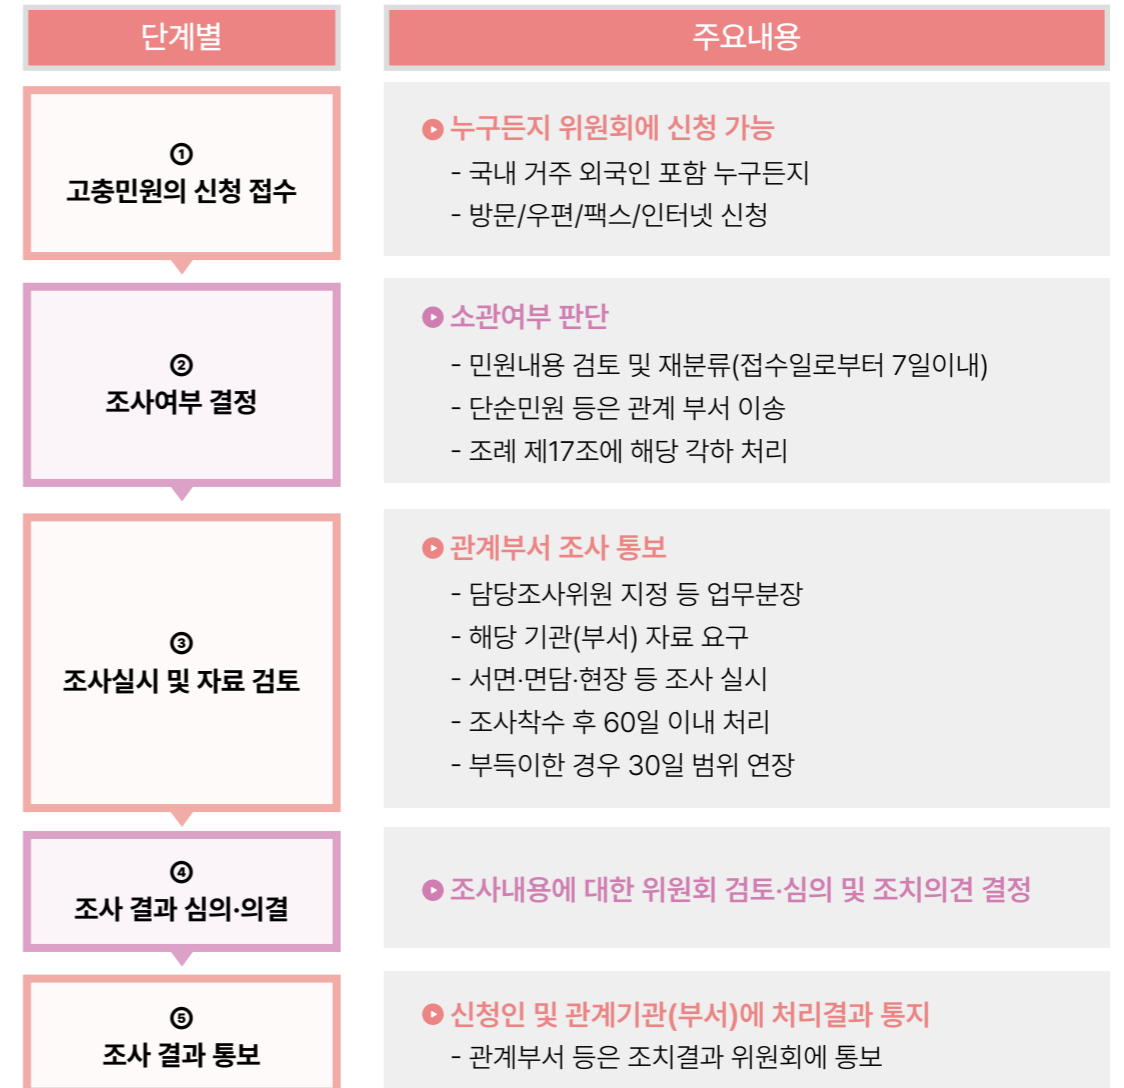 단계별
주요내용
①
고충민원의 신청 접수
누구든지 위원회에 신청 가능
- 국내 거주 외국인 포함 누구든지
- 방문/우편/팩스/인터넷 신청
②
조사여부 결정
소관여부 판단
- 민원내용 검토 및 재분류(접수일로부터 7일이내)
- 단순민원 등은 관계 부서 이송
- 조례 제17조에 해당 각하 처리
③
조사실시 및 자료 검토
관계부서 조사 통보
- 담당조사위원 지정 등 업무분장
- 해당 기관(부서) 자료 요구
- 서면·면담·현장 등 조사 실시
- 조사착수 후 60일 이내 처리
- 부득이한 경우 30일 범위 연장
④
조사 결과 심의·의결
조사내용에 대한 위원회 검토·심의 및 조치의견 결정
⑤
조사 결과 통보
신청인 및 관계기관(부서)에 처리결과 통지
- 관계부서 등은 조치결과 위원회에 통보